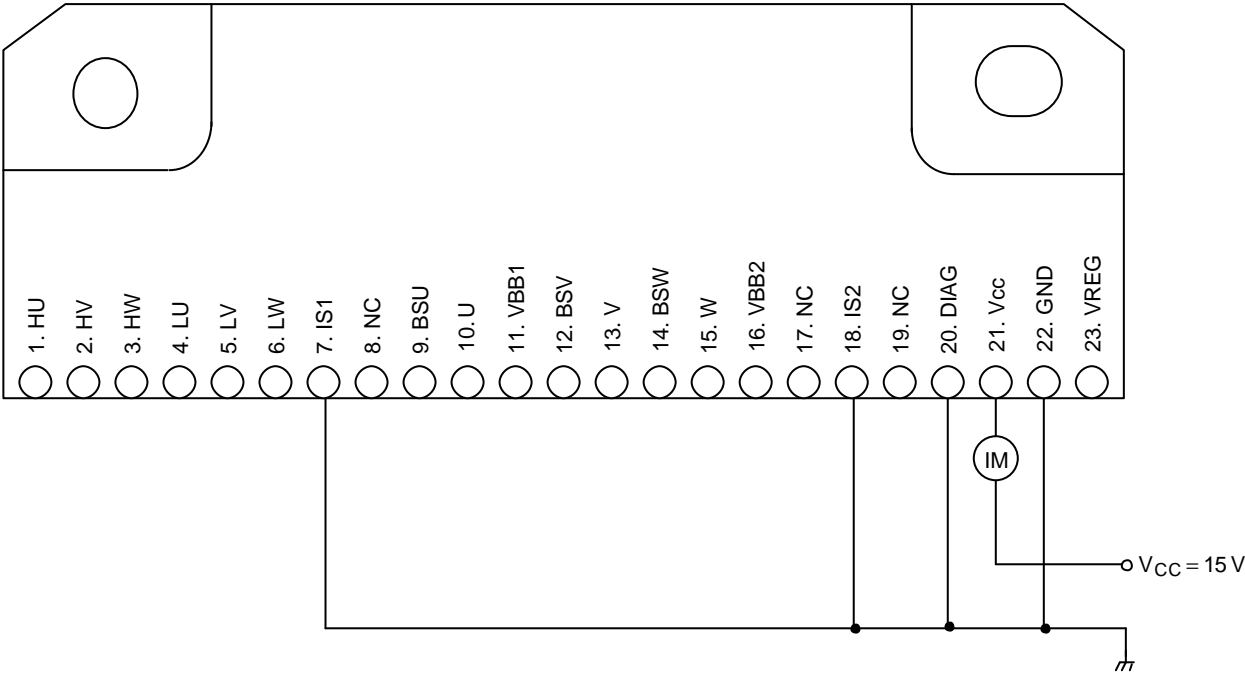 1. HU
2. HV
3. HW
4. LU
5. LV
6. LW
7. IS1
8. NC
9. BSU
10. U
11. VBB1
12. BSV
13. V
14. BSW
15. W
16. VBB2
17. NC
18. IS2
19. NC
20. DIAG
21. Vcc
22. GND
23. VREG
IM
VCC = 15 V